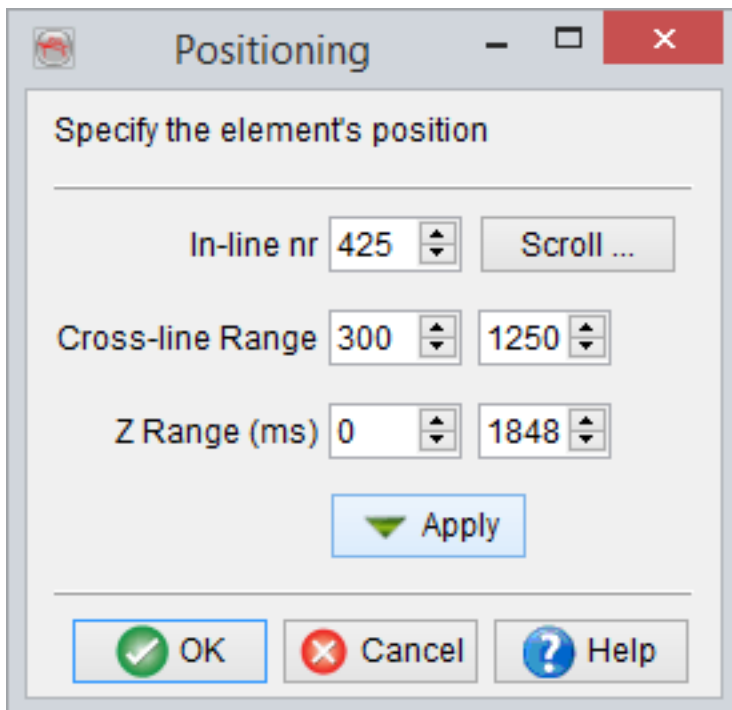 Positioning
Specify the element's position
In-line nr 425 Scroll ...
Cross-line Range 300 1250
Z Range (ms) 0 1848
Apply
OK Cancel Help